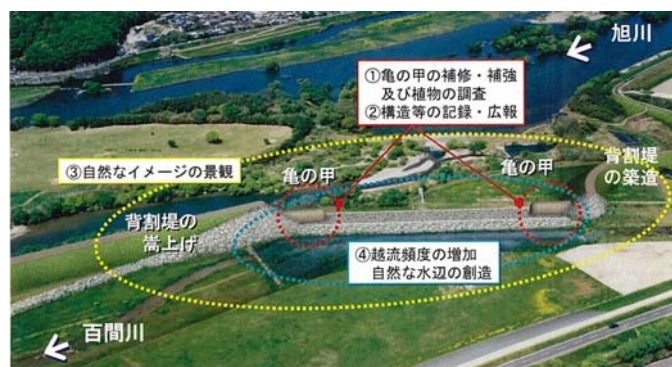 旭川
①亀の甲の補修・補強
及び植物の調査
②構造等の記録・広報
③自然なイメージの景観
亀の甲
亀の甲
背割堤
の築造
背割堤の
嵩上げ
④越流頻度の増加
自然な水辺の創造
百間川